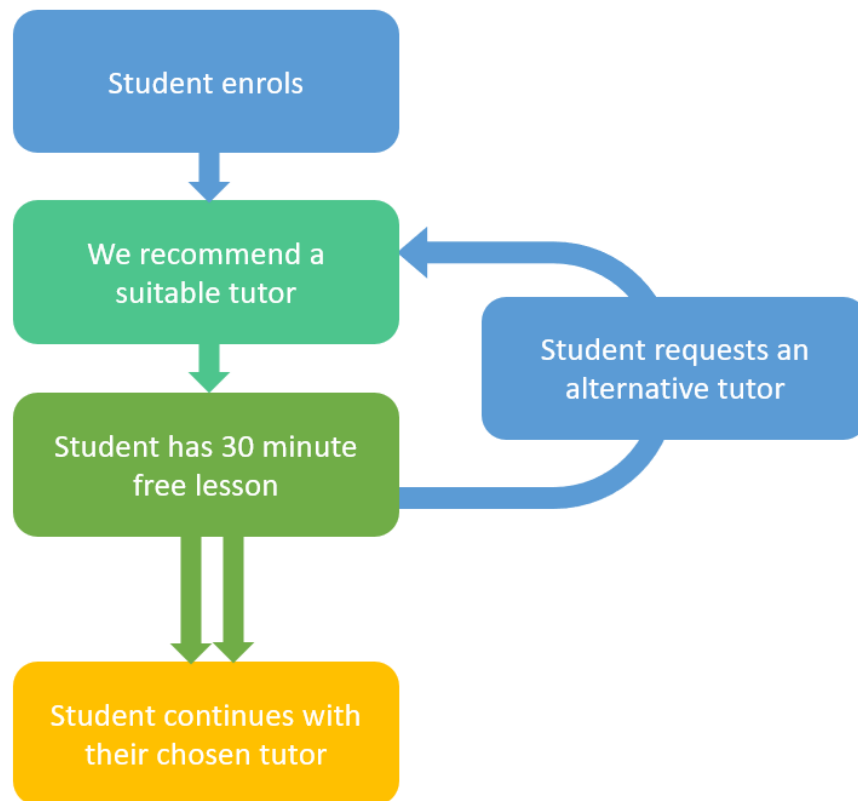 Student enrols
We recommend a
suitable tutor
Student requests an
alternative tutor
Student has 30 minute
free lesson
Student continues with
their chosen tutor